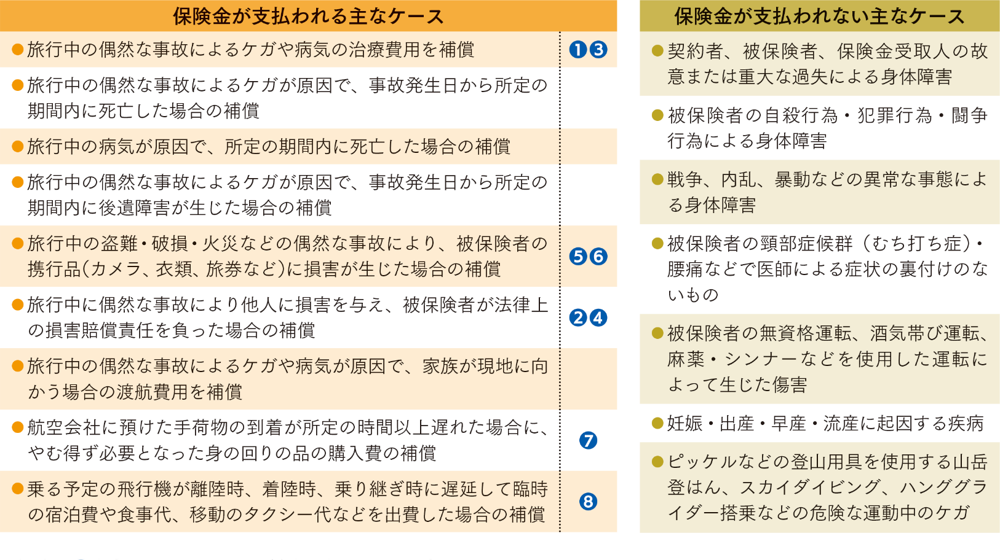 保険金が支払われる主なケース
●旅行中の偶然な事故によるケガや病気の治療費用を補償 ❶❸
●旅行中の偶然な事故によるケガが原因で、事故発生日から所定の
期間内に死亡した場合の補償
●旅行中の病気が原因で、所定の期間内に死亡した場合の補償
●旅行中の偶然な事故によるケガが原因で、事故発生日から所定の
期間内に後遺障害が生じた場合の補償
●旅行中の盗難・破損・火災などの偶然な事故により、被保険者の
携行品(カメラ、衣類、旅券など)に損害が生じた場合の補償
❺❻
●旅行中に偶然な事故により他人に損害を与え、被保険者が法律上
の損害賠償責任を負った場合の補償
❷❹
●旅行中の偶然な事故によるケガや病気が原因で、家族が現地に向
かう場合の渡航費用を補償
●航空会社に預けた手荷物の到着が所定の時間以上遅れた場合に、
やむ得ず必要となった身の回りの品の購入費の補償
❼
●乗る予定の飛行機が離陸時、着陸時、乗り継ぎ時に遅延して臨時
の宿泊費や食事代、移動のタクシー代などを出費した場合の補償
❽
保険金が支払われない主なケース
●契約者、被保険者、保険金受取人の故
意または重大な過失による身体障害
●被保険者の自殺行為・犯罪行為・闘争
行為による身体障害
●戦争、内乱、暴動などの異常な事態によ
る身体障害
●被保険者の頸部症候群（むち打ち症)・
腰痛などで医師による症状の裏付けのな
いもの
●被保険者の無資格運転、酒気帯び運転、
麻薬・シンナーなどを使用した運転に
よって生じた傷害
●妊娠・出産・早産・流産に起因する疾病
●ピッケルなどの登山用具を使用する山岳
登はん、スカイダイビング、ハンググラ
イダー搭乗などの危険な運動中のケガ